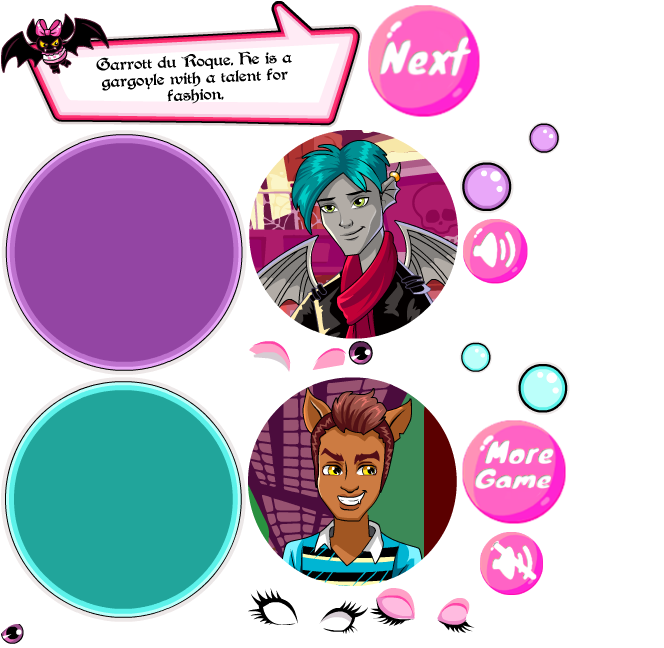 Garrott du Roque. He is a
gargoyle with a talent for
fashion.
Next
More
Game